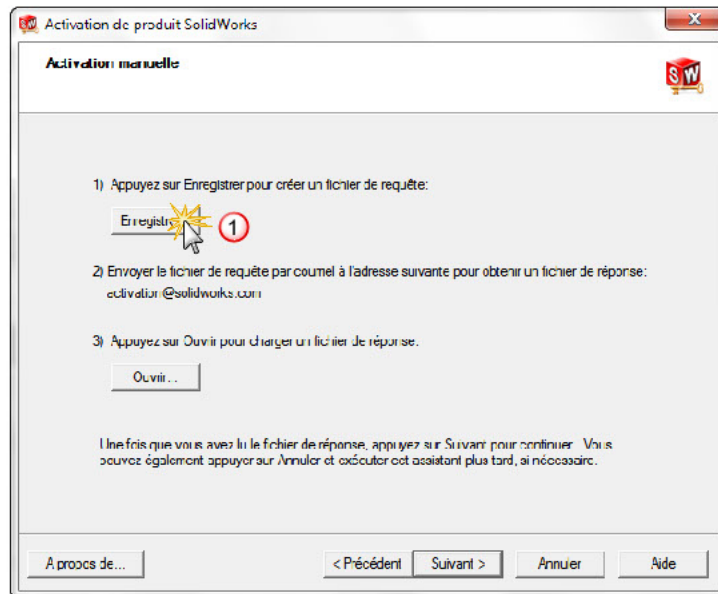 Activation de produit SolidWorks
Activation manuelle
SW
1) Appuyez sur Enregistrer pour créer un fichier de requête:
Enregistr
1
2) Envoyer le fichier de requête par courriel à l'adresse suivante pour obtenir un fichier de réponse:
activation@solidworks.com
3) Appuyez sur Ouvrir pour charger un fichier de réponse.
Ouvrir...
Une fois que vous avez lu le fichier de réponse, appuyez sur Suivant pour continuer. Vous
pouvez également appuyer sur Annuler et exécuter cet assistant plus tard, si nécessaire.
A propos de...
< Précédent
Suivant >
Annuler
Aide